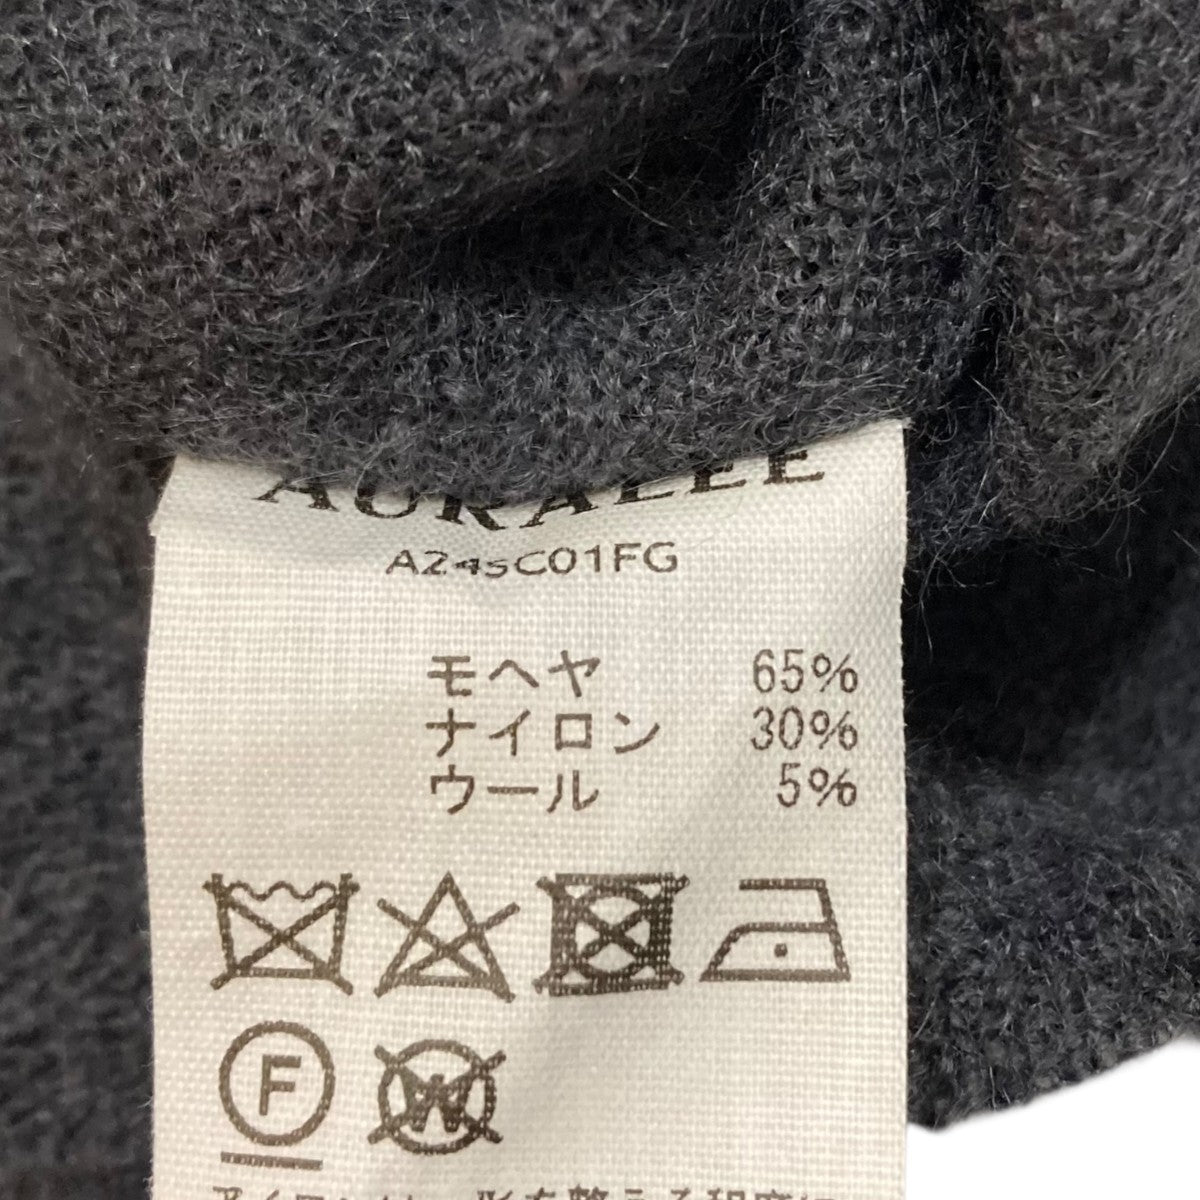 AURALEE
A24SC01FG
モヘヤ 65%
ナイロン 30%
ウール 5%
F
W